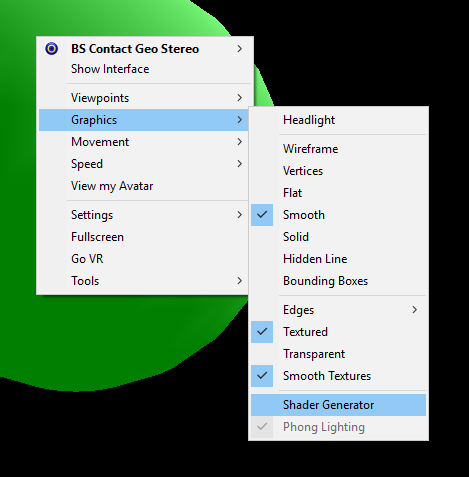 BS Contact Geo Stereo
Show Interface
Viewpoints
Graphics
Movement
Speed
View my Avatar
Settings
Fullscreen
Go VR
Tools
Headlight
Wireframe
Vertices
Flat
Smooth
Solid
Hidden Line
Bounding Boxes
Edges
Textured
Transparent
Smooth Textures
Shader Generator
Phong Lighting